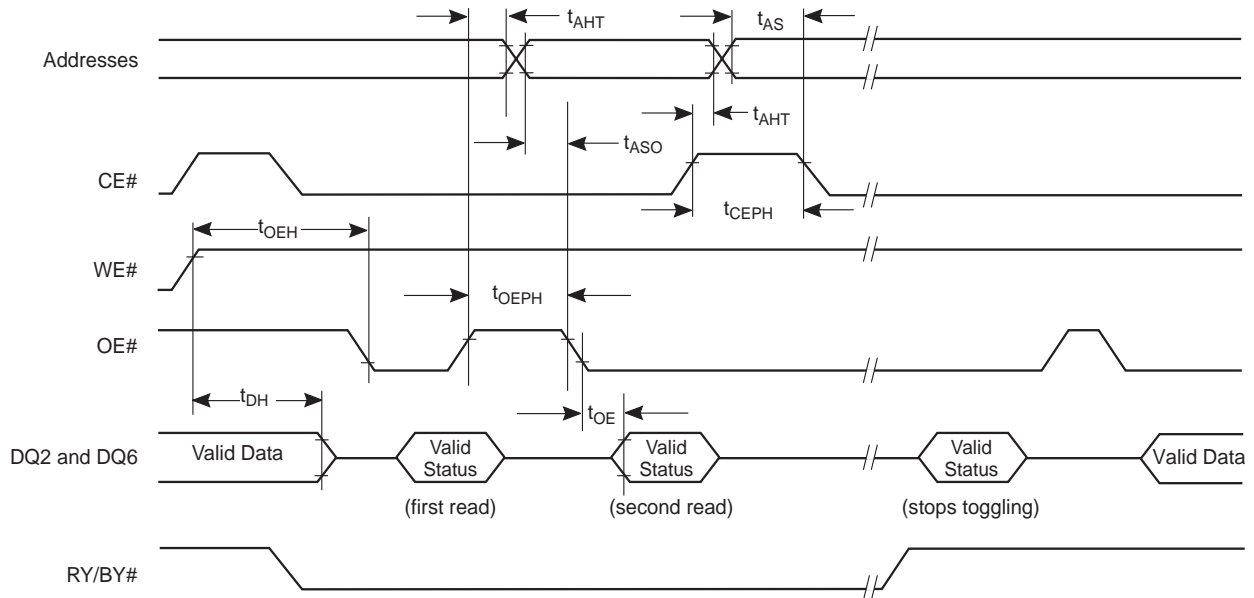 tAHT
tAS
Addresses
tAHT
tASO
CE#
tCEPH
tOEH
WE#
tOEPH
OE#
tDH
tOE
DQ2 and DQ6
Valid Data
Valid
Status
Valid
Status
Valid
Status
Valid Data
(first read)
(second read)
(stops toggling)
RY/BY#